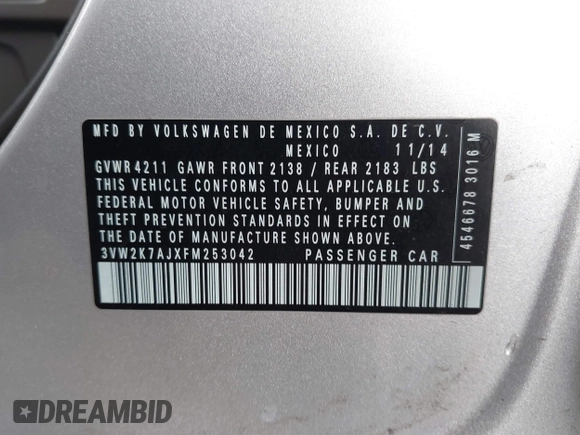 MFD BY VOLKSWAGEN DE MEXICO S.A. DE C.V.
MEXICO 11/14
GVWR 4211 GAWR FRONT 2138 / REAR 2183 LBS
THIS VEHICLE CONFORMS TO ALL APPLICABLE U.S.
FEDERAL MOTOR VEHICLE SAFETY, BUMPER AND
THEFT PREVENTION STANDARDS IN EFFECT ON
THE DATE OF MANUFACTURE SHOWN ABOVE.
3VW2K7AJXFM253042 PASSENGER CAR
4546678 3016 M
DREAMBID